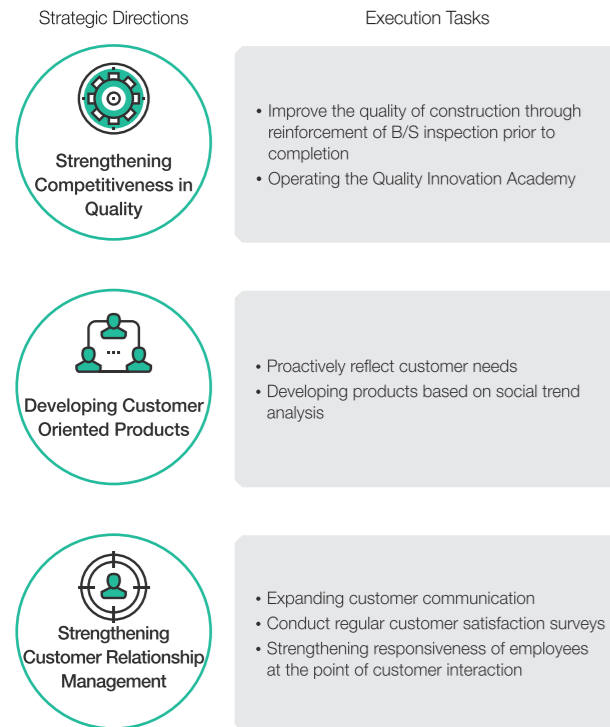 Strategic Directions
Execution Tasks
Strengthening
Competitiveness in
Quality
• Improve the quality of construction through
reinforcement of B/S inspection prior to
completion
• Operating the Quality Innovation Academy
Developing Customer
Oriented Products
• Proactively reflect customer needs
• Developing products based on social trend
analysis
Strengthening
Customer Relationship
Management
• Expanding customer communication
• Conduct regular customer satisfaction surveys
• Strengthening responsiveness of employees
at the point of customer interaction